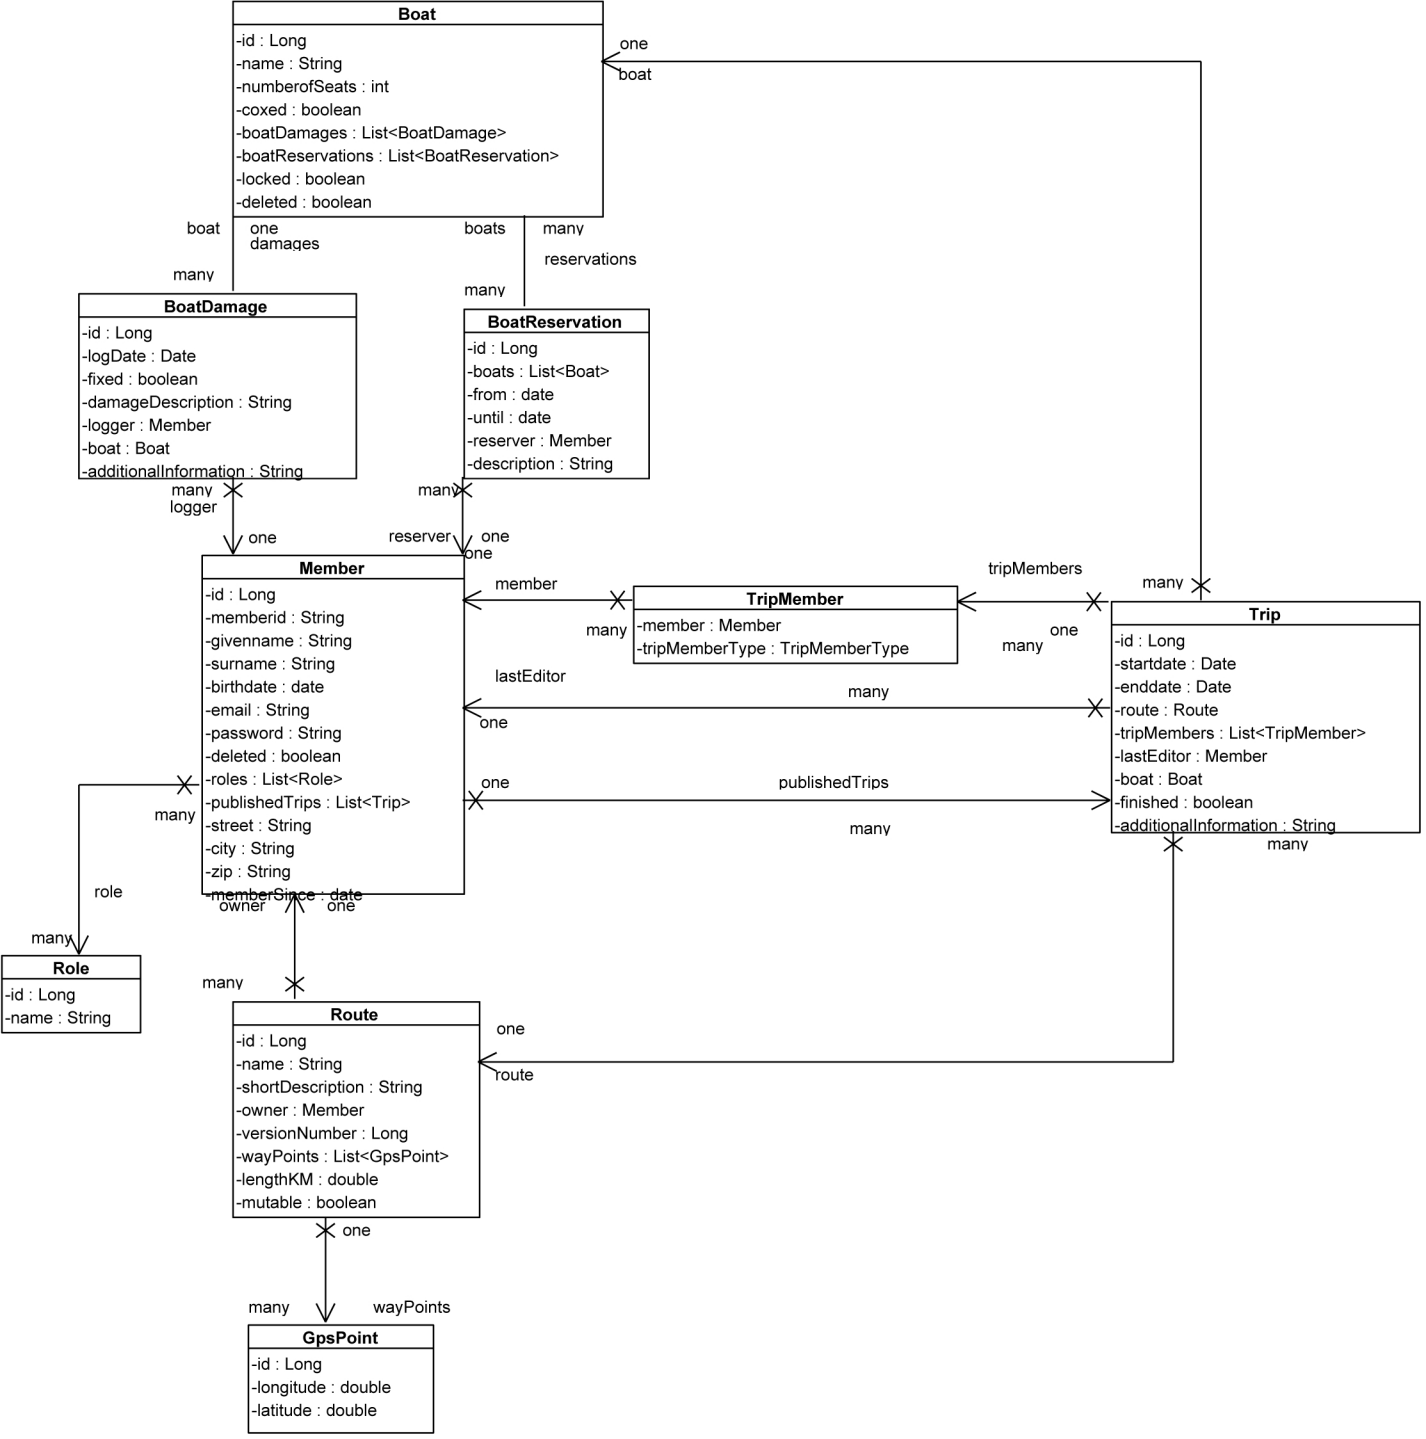 Boat
-id : Long
-name : String
-numberofSeats : int
-coxed : boolean
-boatDamages : List<BoatDamage>
-boatReservations : List<BoatReservation>
-locked : boolean
-deleted : boolean
one
boat
boat
one
damages
many
boats
many
reservations
many
BoatDamage
-id : Long
-logDate : Date
-fixed : boolean
-damageDescription : String
-logger : Member
-boat : Boat
-additionalInformation : String
BoatReservation
-id : Long
-boats : List<Boat>
-from : date
-until : date
-reserver : Member
-description : String
many
logger
one
many
reserver
one
one
Member
-id : Long
-memberid : String
-givenname : String
-surname : String
-birthdate : date
-email : String
-password : String
-deleted : boolean
-roles : List<Role>
-publishedTrips : List<Trip>
-street : String
-city : String
-zip : String
-memberSince : date
member
many
TripMember
-member : Member
-tripMemberType : TripMemberType
tripMembers
one
many
many
Trip
-id : Long
-startdate : Date
-enddate : Date
-route : Route
-tripMembers : List<TripMember>
-lastEditor : Member
-boat : Boat
-finished : boolean
-additionalInformation : String
lastEditor
many
one
one
publishedTrips
many
many
many
role
many
Role
-id : Long
-name : String
owner
one
many
Route
-id : Long
-name : String
-shortDescription : String
-owner : Member
-versionNumber : Long
-wayPoints : List<GpsPoint>
-lengthKM : double
-mutable : boolean
one
route
one
many
wayPoints
GpsPoint
-id : Long
-longitude : double
-latitude : double